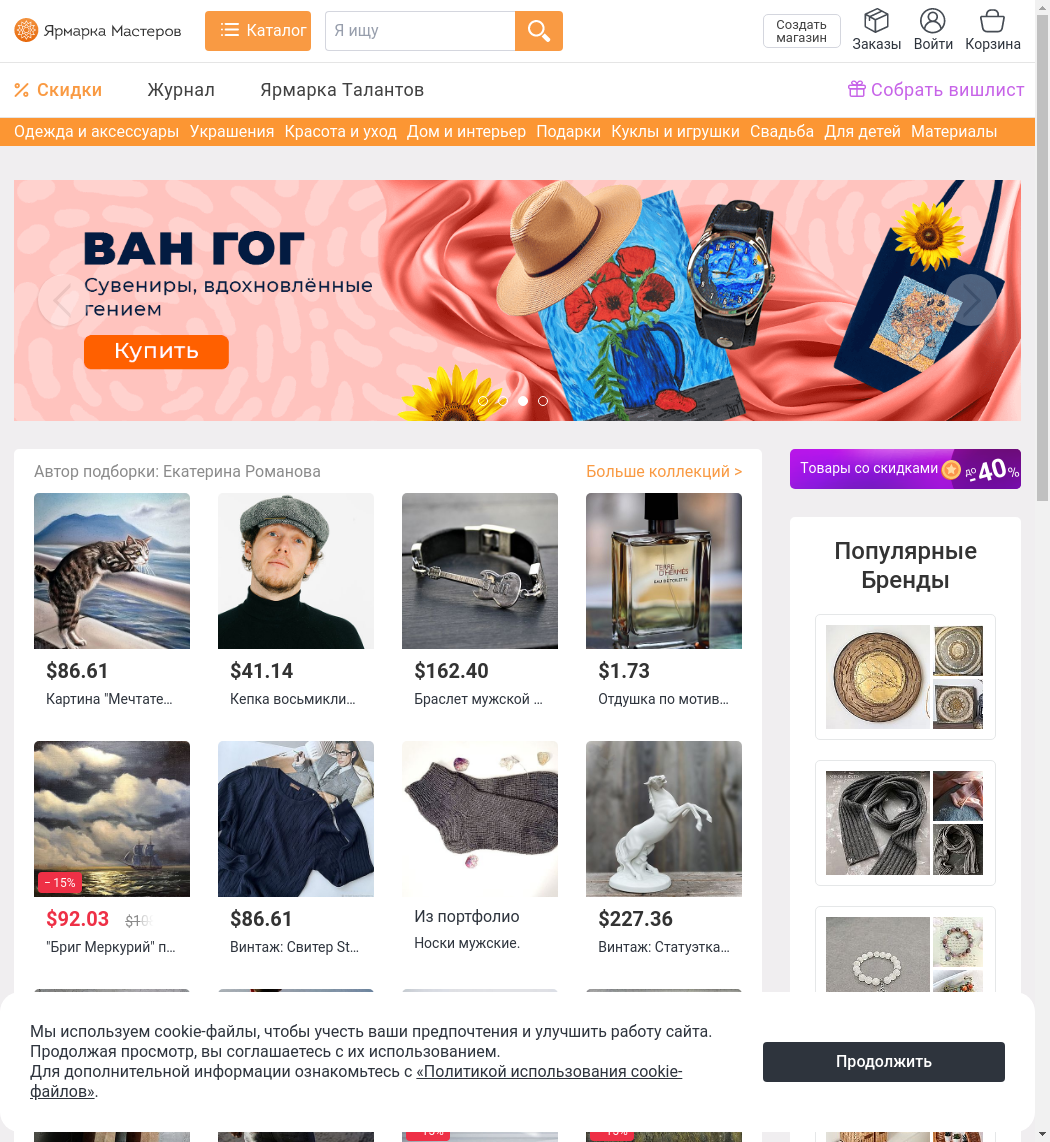 Ярмарка Мастеров
Каталог
Я ищу
Создать
магазин
Заказы
Войти
Корзина
Скидки
Журнал
Ярмарка Талантов
Собрать вишлист
Одежда и аксессуары Украшения Красота и уход Дом и интерьер Подарки Куклы и игрушки Свадьба Для детей Материалы
ВАН ГОГ
Сувениры, вдохновлённые
гением
Купить
Автор подборки: Екатерина Романова
Больше коллекций >
Товары со скидками до -40%
Популярные
Бренды
TERRE
D'HERMÈS
EAU DE TOILETTE
$86.61
Картина "Мечтате...
$41.14
Кепка восьмикли...
$162.40
Браслет мужской ...
$1.73
Отдушка по мотив...
− 15%
$92.03
"Бриг Меркурий" п...
$86.61
Винтаж: Свитер St...
Из портфолио
Носки мужские.
$227.36
Винтаж: Статуэтка...
Мы используем cookie-файлы, чтобы учесть ваши предпочтения и улучшить работу сайта.
Продолжая просмотр, вы соглашаетесь с их использованием.
Для дополнительной информации ознакомьтесь с «Политикой использования cookie-
файлов».
Продолжить